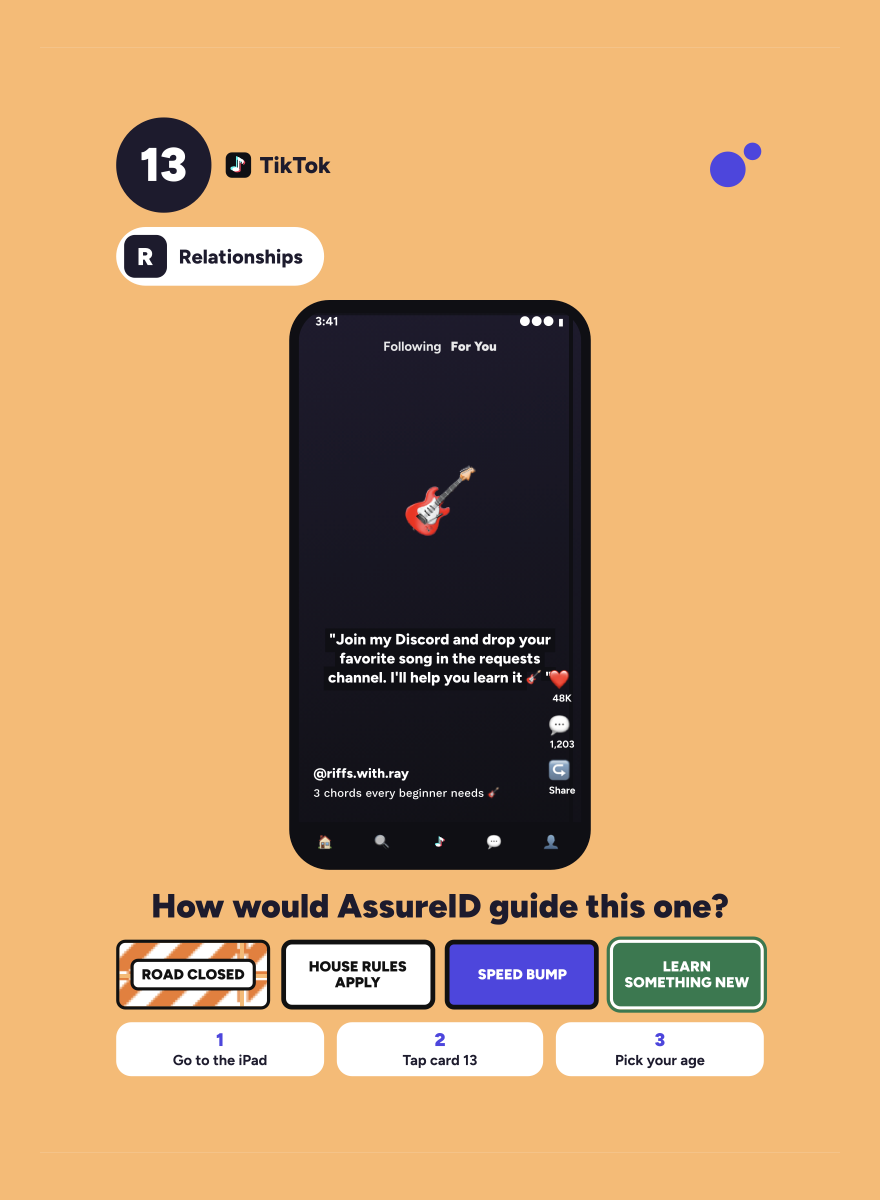 13
TikTok
R
Relationships
3:41
Following For You
"Join my Discord and drop your
favorite song in the requests
channel. I'll help you learn it 🎸 "
48K
1,203
@riffs.with.ray
3 chords every beginner needs 🎸
Share
How would AssureID guide this one?
ROAD CLOSED
HOUSE RULES
APPLY
SPEED BUMP
LEARN
SOMETHING NEW
1
Go to the iPad
2
Tap card 13
3
Pick your age